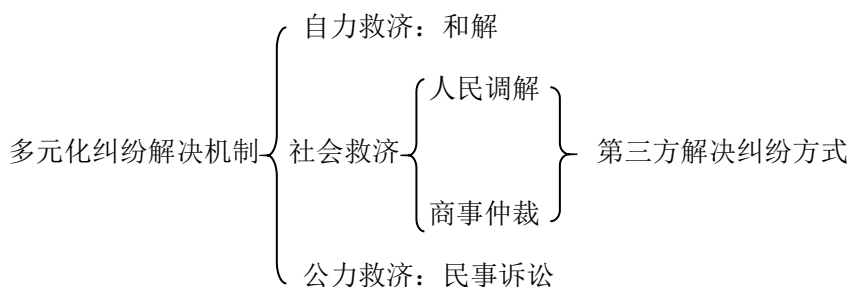 自力救济：和解
人民调解
多元化纠纷解决机制 社会救济 第三方解决纠纷方式
商事仲裁
公力救济：民事诉讼